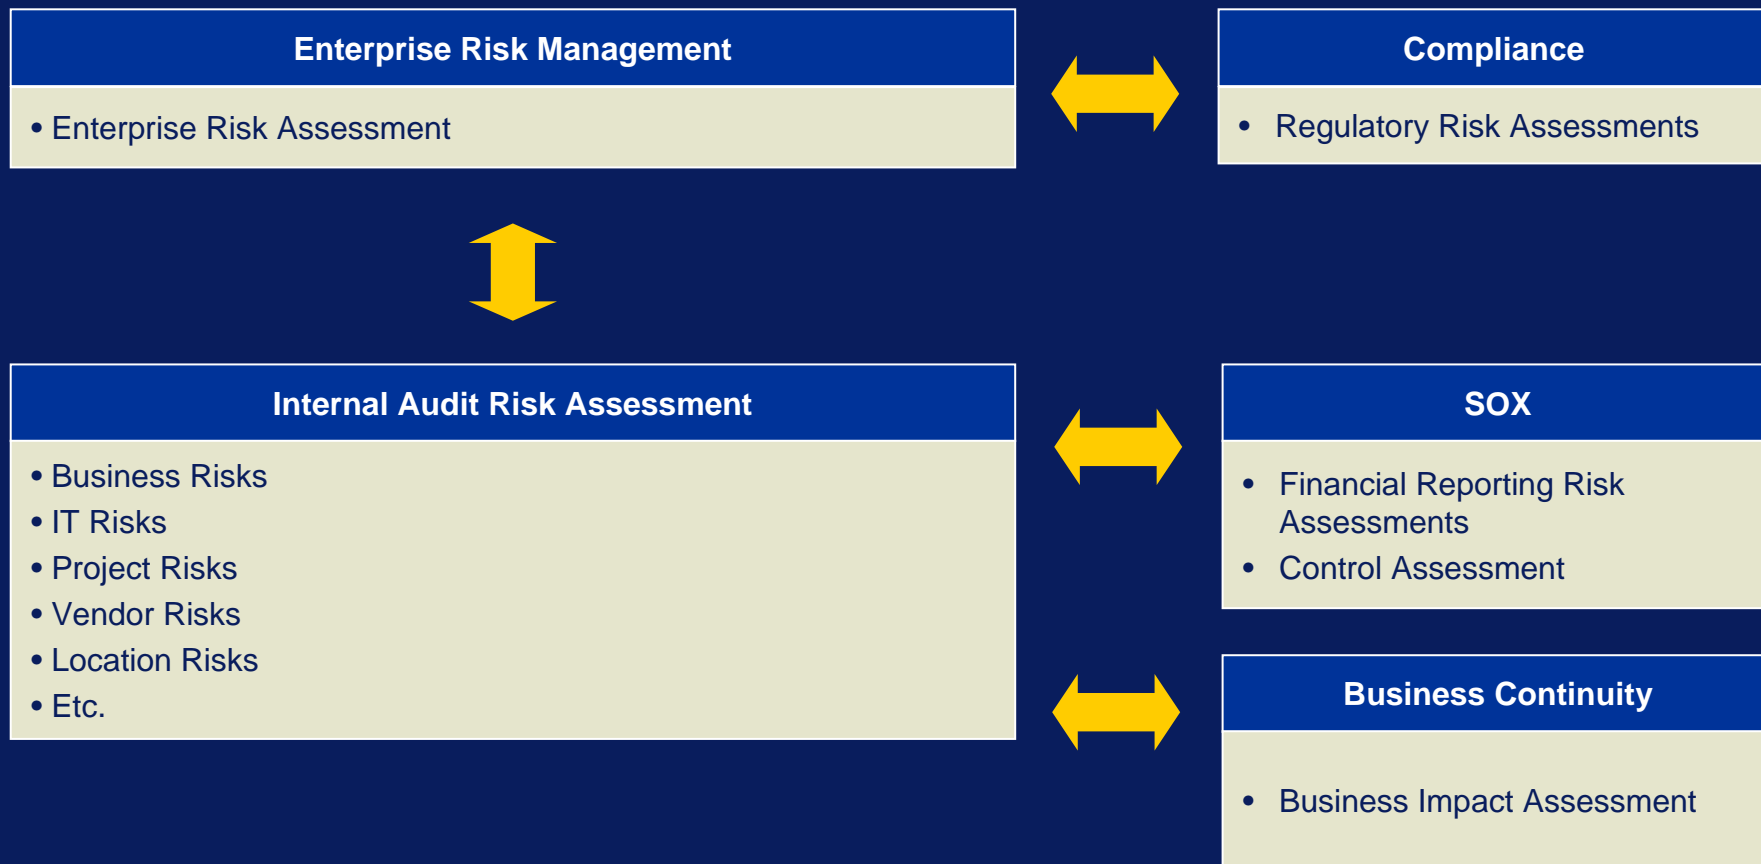 Enterprise Risk Management
• Enterprise Risk Assessment
Compliance
• Regulatory Risk Assessments
Internal Audit Risk Assessment
• Business Risks
• IT Risks
• Project Risks
• Vendor Risks
• Location Risks
• Etc.
SOX
• Financial Reporting Risk
Assessments
• Control Assessment
Business Continuity
• Business Impact Assessment